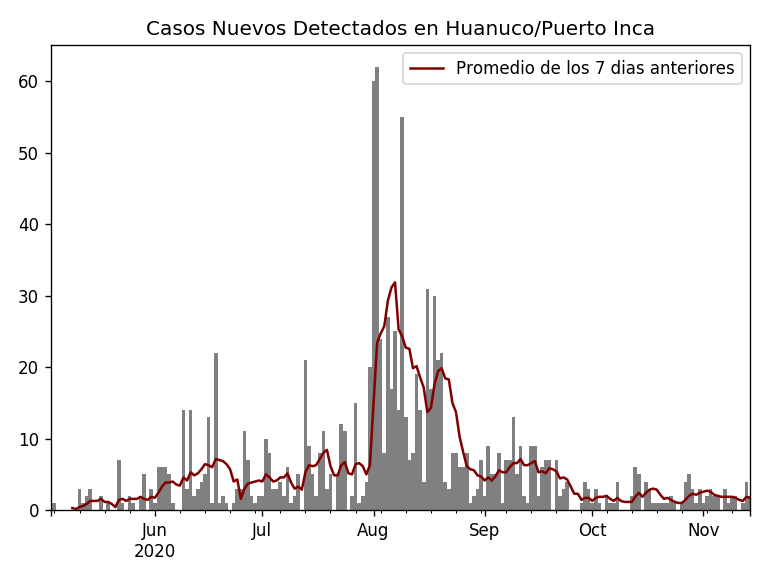 Casos Nuevos Detectados en Huanuco/Puerto Inca
Promedio de los 7 dias anteriores
60
50
40
30
20
10
0
Jun
2020
Jul
Aug
Sep
Oct
Nov